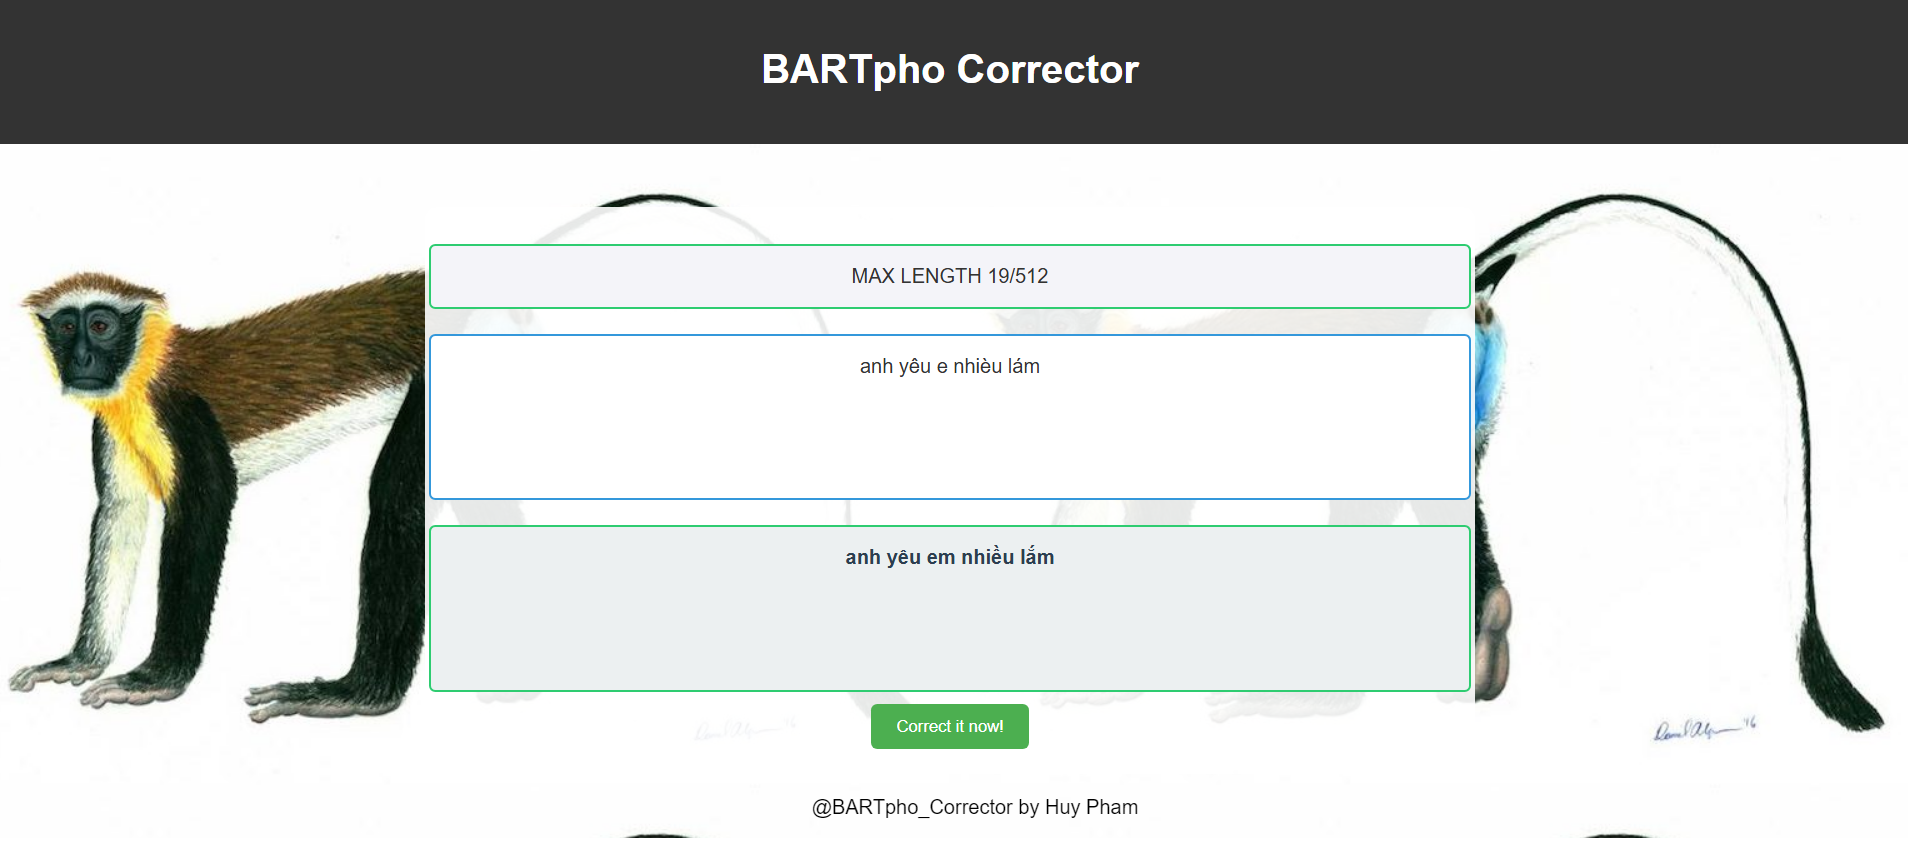 BARTpho Corrector
MAX LENGTH 19/512
anh yêu e nhièu lám
anh yêu em nhiều lắm
Correct it now!
@BARTpho_Corrector by Huy Pham